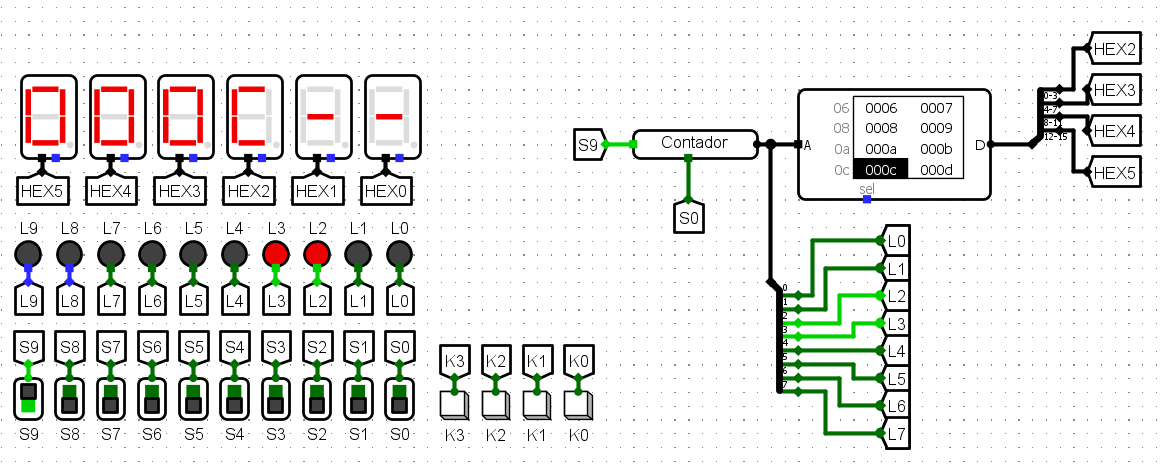 HEX5 HEX4 HEX3 HEX2 HEX1 HEX0
L9 L8 L7 L6 L5 L4 L3 L2 L1 L0
L9 L8 L7 L6 L5 L4 L3 L2 L1 L0
S9 S8 S7 S6 S5 S4 S3 S2 S1 S0
S9 S8 S7 S6 S5 S4 S3 S2 S1 S0
K3 K2 K1 K0
K3 K2 K1 K0
S9 Contador
S0
A
06 0006 0007
08 0008 0009
0a 000a 000b
0c 000c 000d
sel
D
0-3
4-7
8-11
12-15
HEX2
HEX3
HEX4
HEX5
0
1
2
3
4
5
6
7
L0
L1
L2
L3
L4
L5
L6
L7